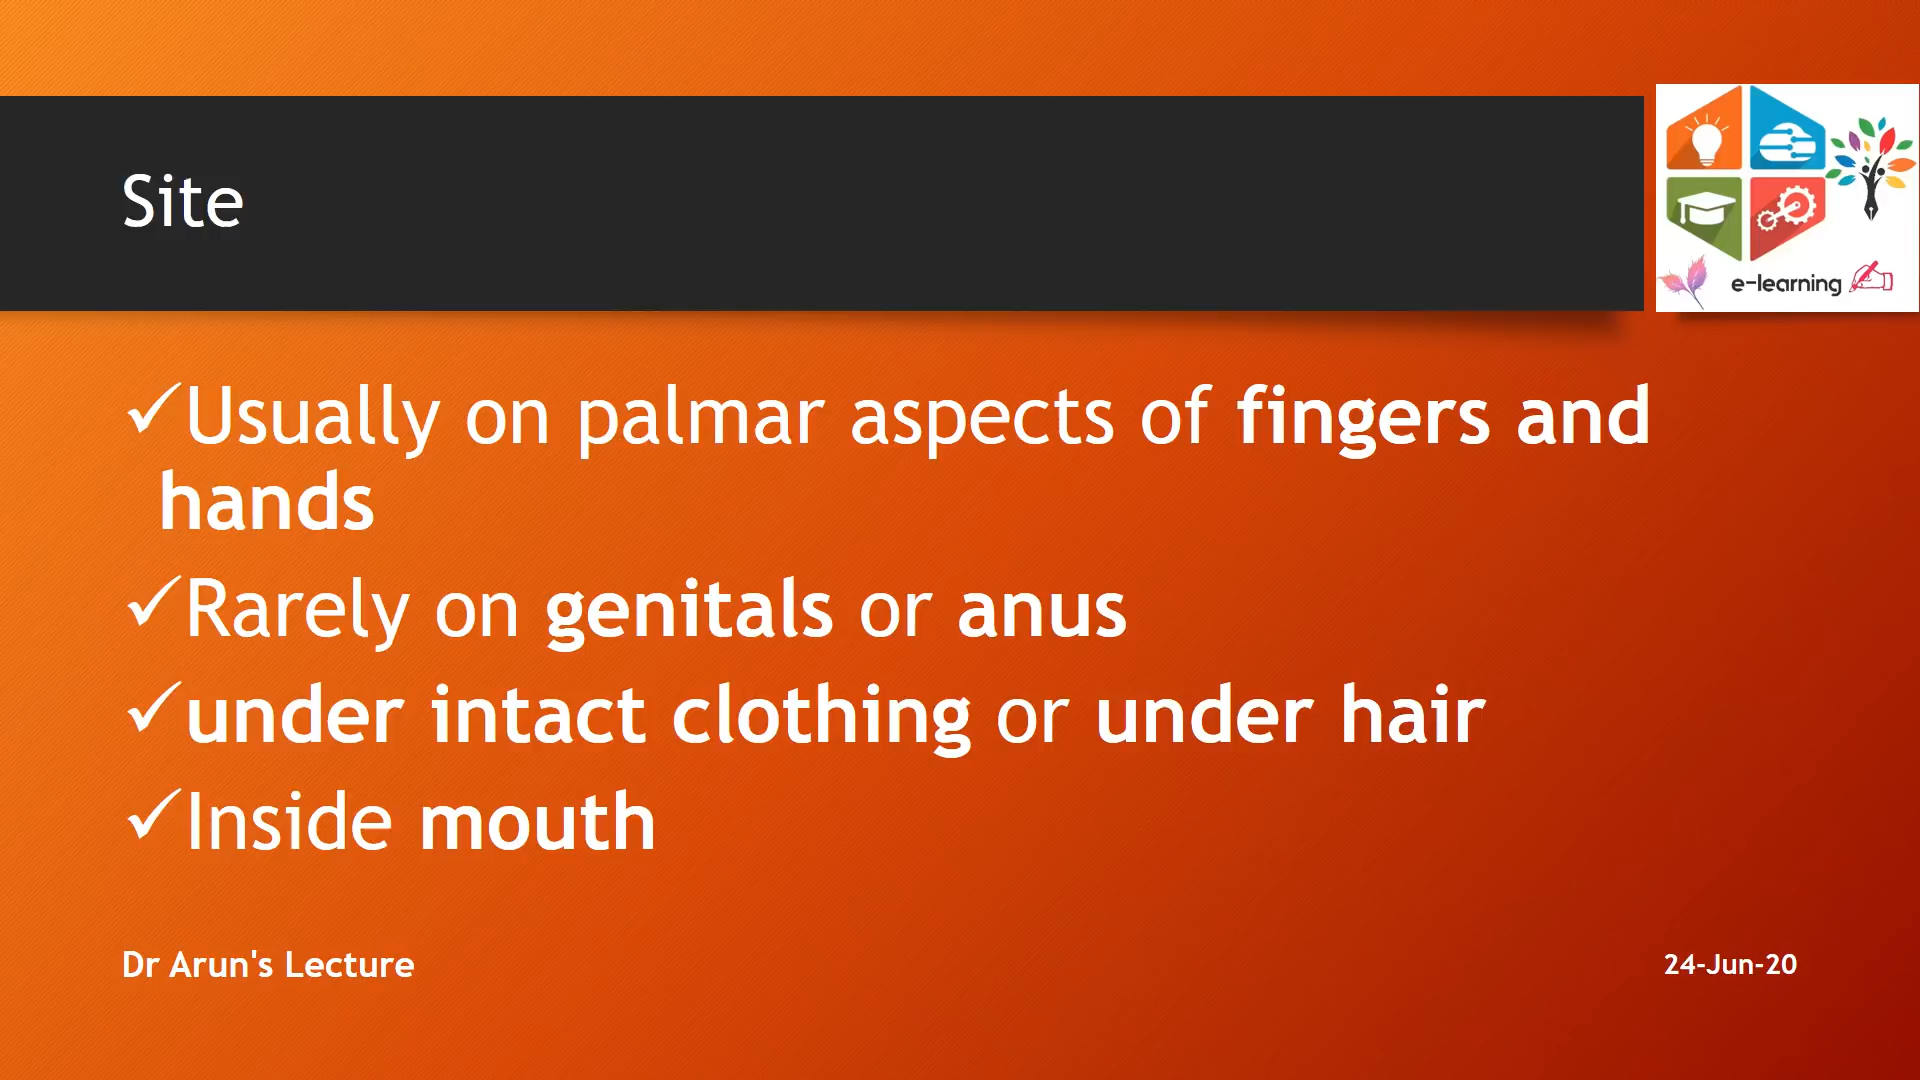 Site
e-learning
✓Usually on palmar aspects of fingers and
hands
✓Rarely on genitals or anus
✓under intact clothing or under hair
✓Inside mouth
Dr Arun's Lecture
24-Jun-20